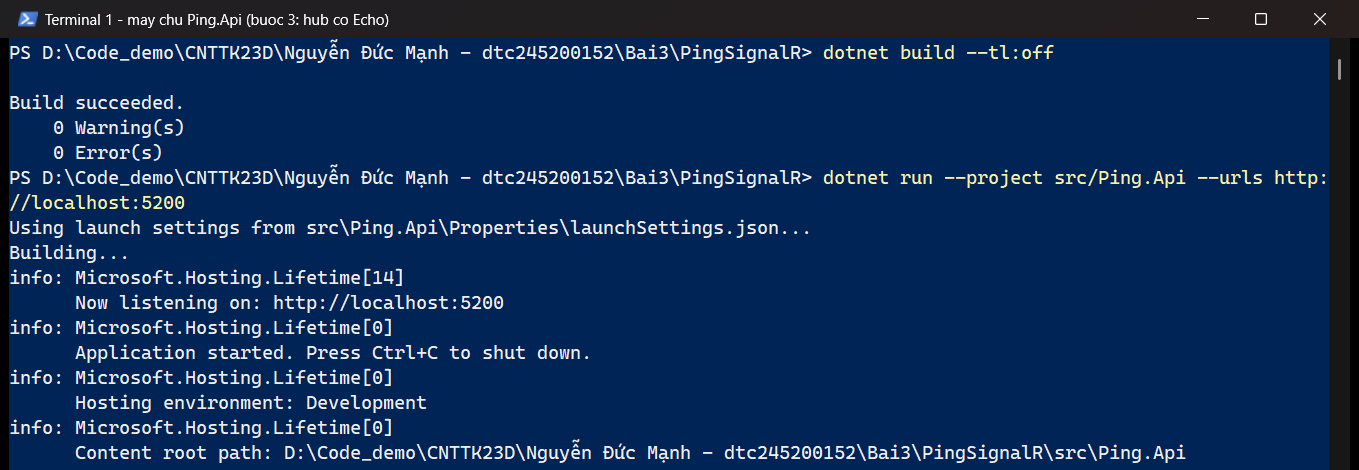 Terminal 1 - may chu Ping.Api (buoc 3: hub co Echo)
PS D:\Code_demo\CNTTK23D\Nguyễn Đức Mạnh - dtc245200152\Bai3\PingSignalR> dotnet build --tl:off
Build succeeded.
    0 Warning(s)
    0 Error(s)
PS D:\Code_demo\CNTTK23D\Nguyễn Đức Mạnh - dtc245200152\Bai3\PingSignalR> dotnet run --project src/Ping.Api --urls http:
//localhost:5200
Using launch settings from src\Ping.Api\Properties\launchSettings.json...
Building...
info: Microsoft.Hosting.Lifetime[14]
      Now listening on: http://localhost:5200
info: Microsoft.Hosting.Lifetime[0]
      Application started. Press Ctrl+C to shut down.
info: Microsoft.Hosting.Lifetime[0]
      Hosting environment: Development
info: Microsoft.Hosting.Lifetime[0]
      Content root path: D:\Code_demo\CNTTK23D\Nguyễn Đức Mạnh - dtc245200152\Bai3\PingSignalR\src\Ping.Api